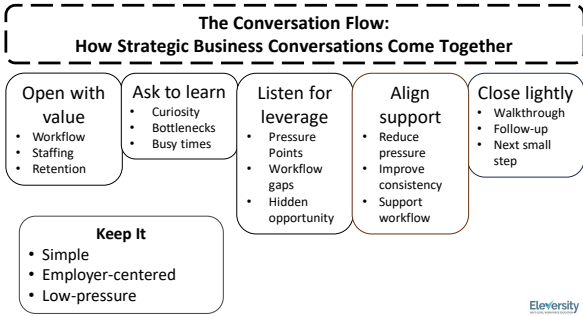 The Conversation Flow:
How Strategic Business Conversations Come Together
Open with
value
• Workflow
• Staffing
• Retention
Ask to learn
• Curiosity
• Bottlenecks
• Busy times
Listen for
leverage
• Pressure
Points
• Workflow
gaps
• Hidden
opportunity
Align
support
• Reduce
pressure
• Improve
consistency
• Support
workflow
Close lightly
• Walkthrough
• Follow-up
• Next small
step
Keep It
• Simple
• Employer-centered
• Low-pressure
Eleversity